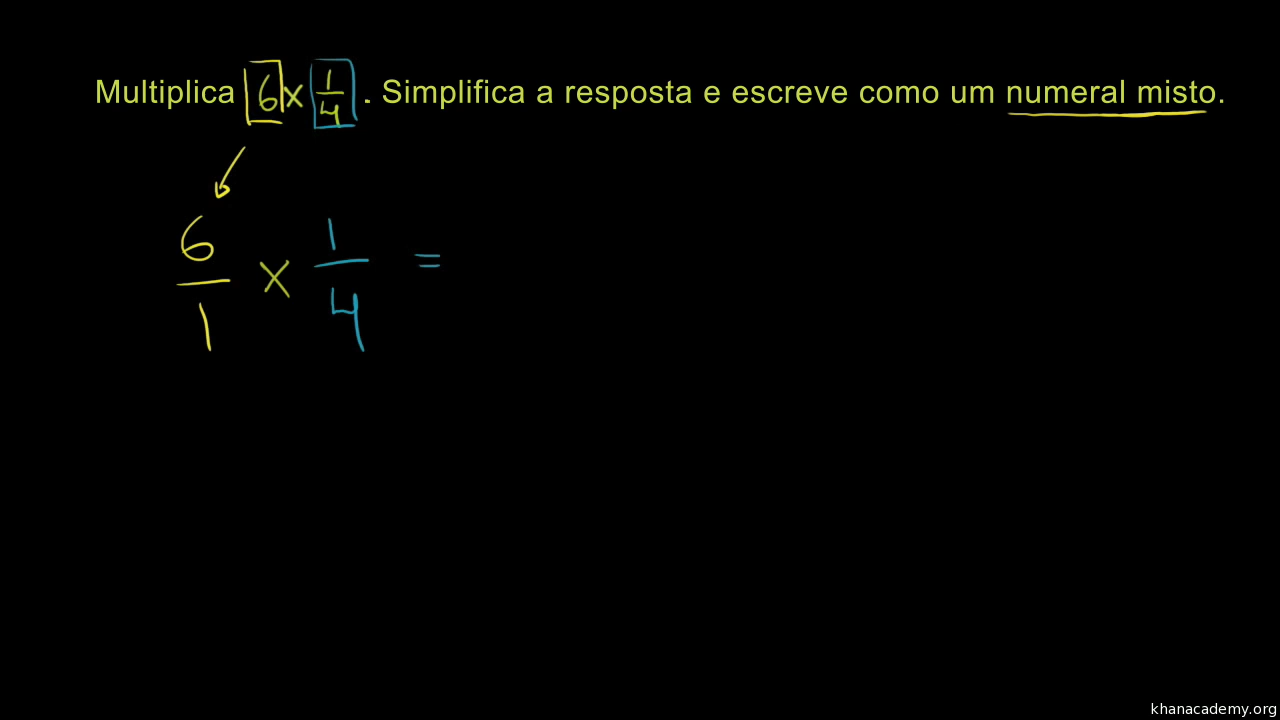 Multiplica 6 x 1/4 . Simplifica a resposta e escreve como um numeral misto.
6/1 x 1/4 =
khanacademy.org